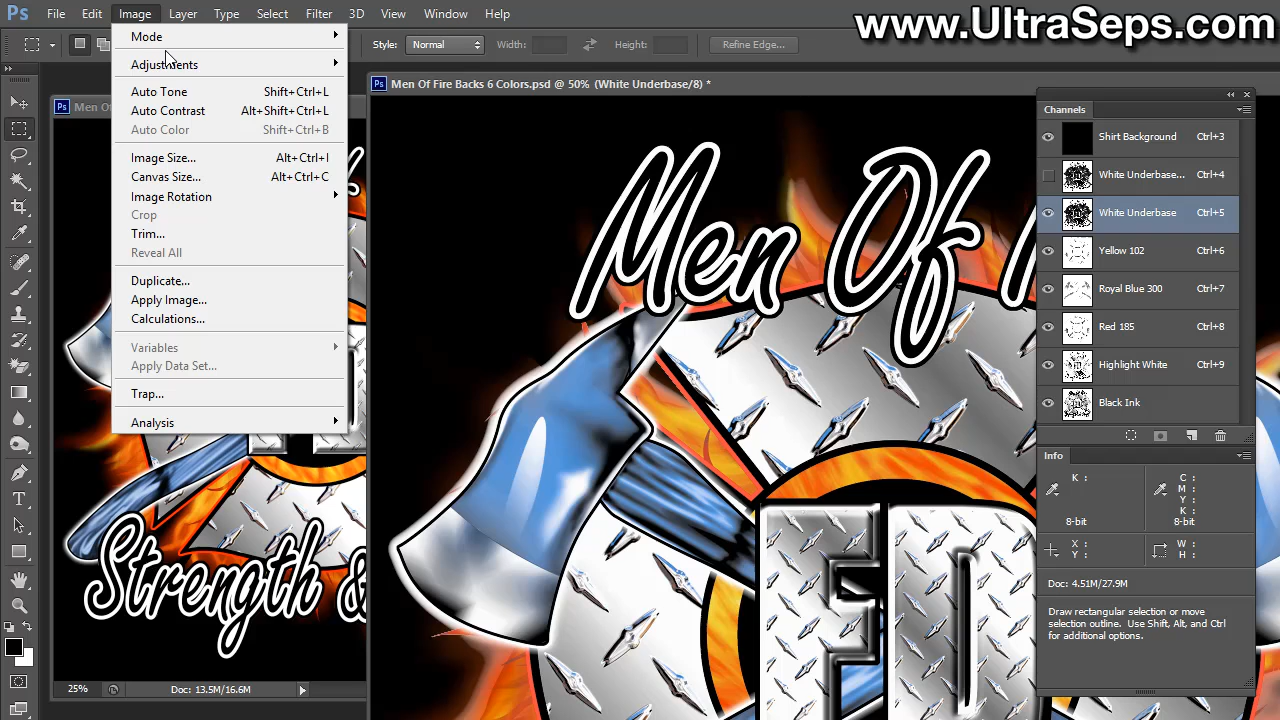 Ps File Edit Image Layer Type Select Filter 3D View Window Help
www.UltraSeps.com
Style: Normal Width: Height: Refine Edge...
Mode
Adjustments
Auto Tone Shift+Ctrl+L
Auto Contrast Alt+Shift+Ctrl+L
Auto Color Shift+Ctrl+B
Image Size... Alt+Ctrl+I
Canvas Size... Alt+Ctrl+C
Image Rotation
Crop
Trim...
Reveal All
Duplicate...
Apply Image...
Calculations...
Variables
Apply Data Set...
Trap...
Analysis
Ps Men Of
Ps Men Of Fire Backs 6 Colors.psd @ 50% (White Underbase/8) *
Men Of
FD
Strength &
25% Doc: 13.5M/16.6M
Channels
Shirt Background Ctrl+3
White Underbase... Ctrl+4
White Underbase Ctrl+5
Yellow 102 Ctrl+6
Royal Blue 300 Ctrl+7
Red 185 Ctrl+8
Highlight White Ctrl+9
Black Ink
Info
K : C :
M :
Y :
K :
8-bit 8-bit
X : W :
Y : H :
Doc: 4.51M/27.9M
Draw rectangular selection or move
selection outline. Use Shift, Alt, and Ctrl
for additional options.